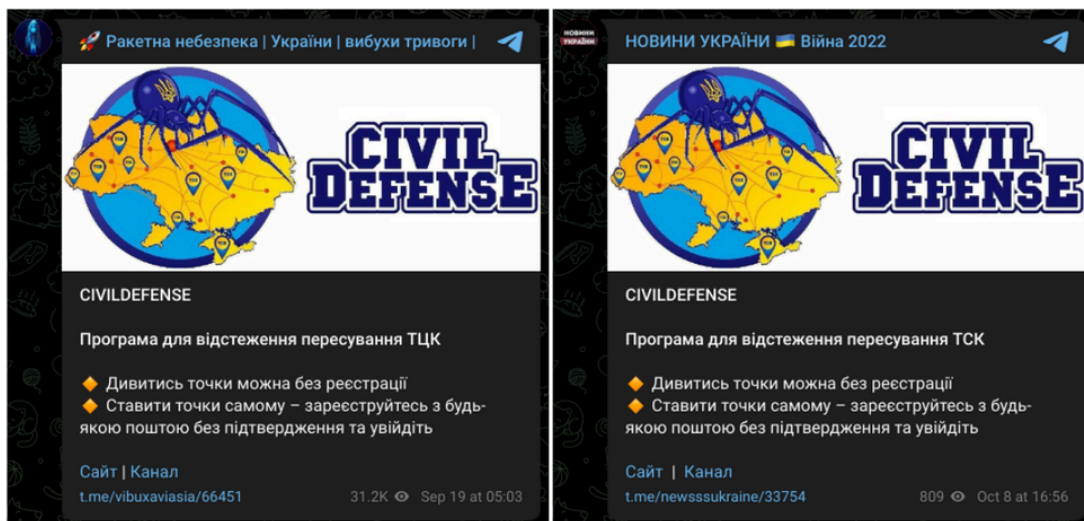 Ракетна небезпека | України | вибухи тривоги |
CIVIL
DEFENSE
CIVILDEFENSE
Програма для відстеження пересування ТЦК
Дивитись точки можна без реєстрації
Ставити точки самому – зареєструйтесь з будь-
якою поштою без підтвердження та увійдіть
Сайт | Канал
t.me/vibuxaviasia/66451
31.2K
Sep 19 at 05:03
НОВИНИ
УКРАЇНИ
НОВИНИ УКРАЇНИ 🇺🇦 Війна 2022
CIVIL
DEFENSE
CIVILDEFENSE
Програма для відстеження пересування ТСК
Дивитись точки можна без реєстрації
Ставити точки самому – зареєструйтесь з будь-
якою поштою без підтвердження та увійдіть
Сайт | Канал
t.me/newsssukraine/33754
809
Oct 8 at 16:56